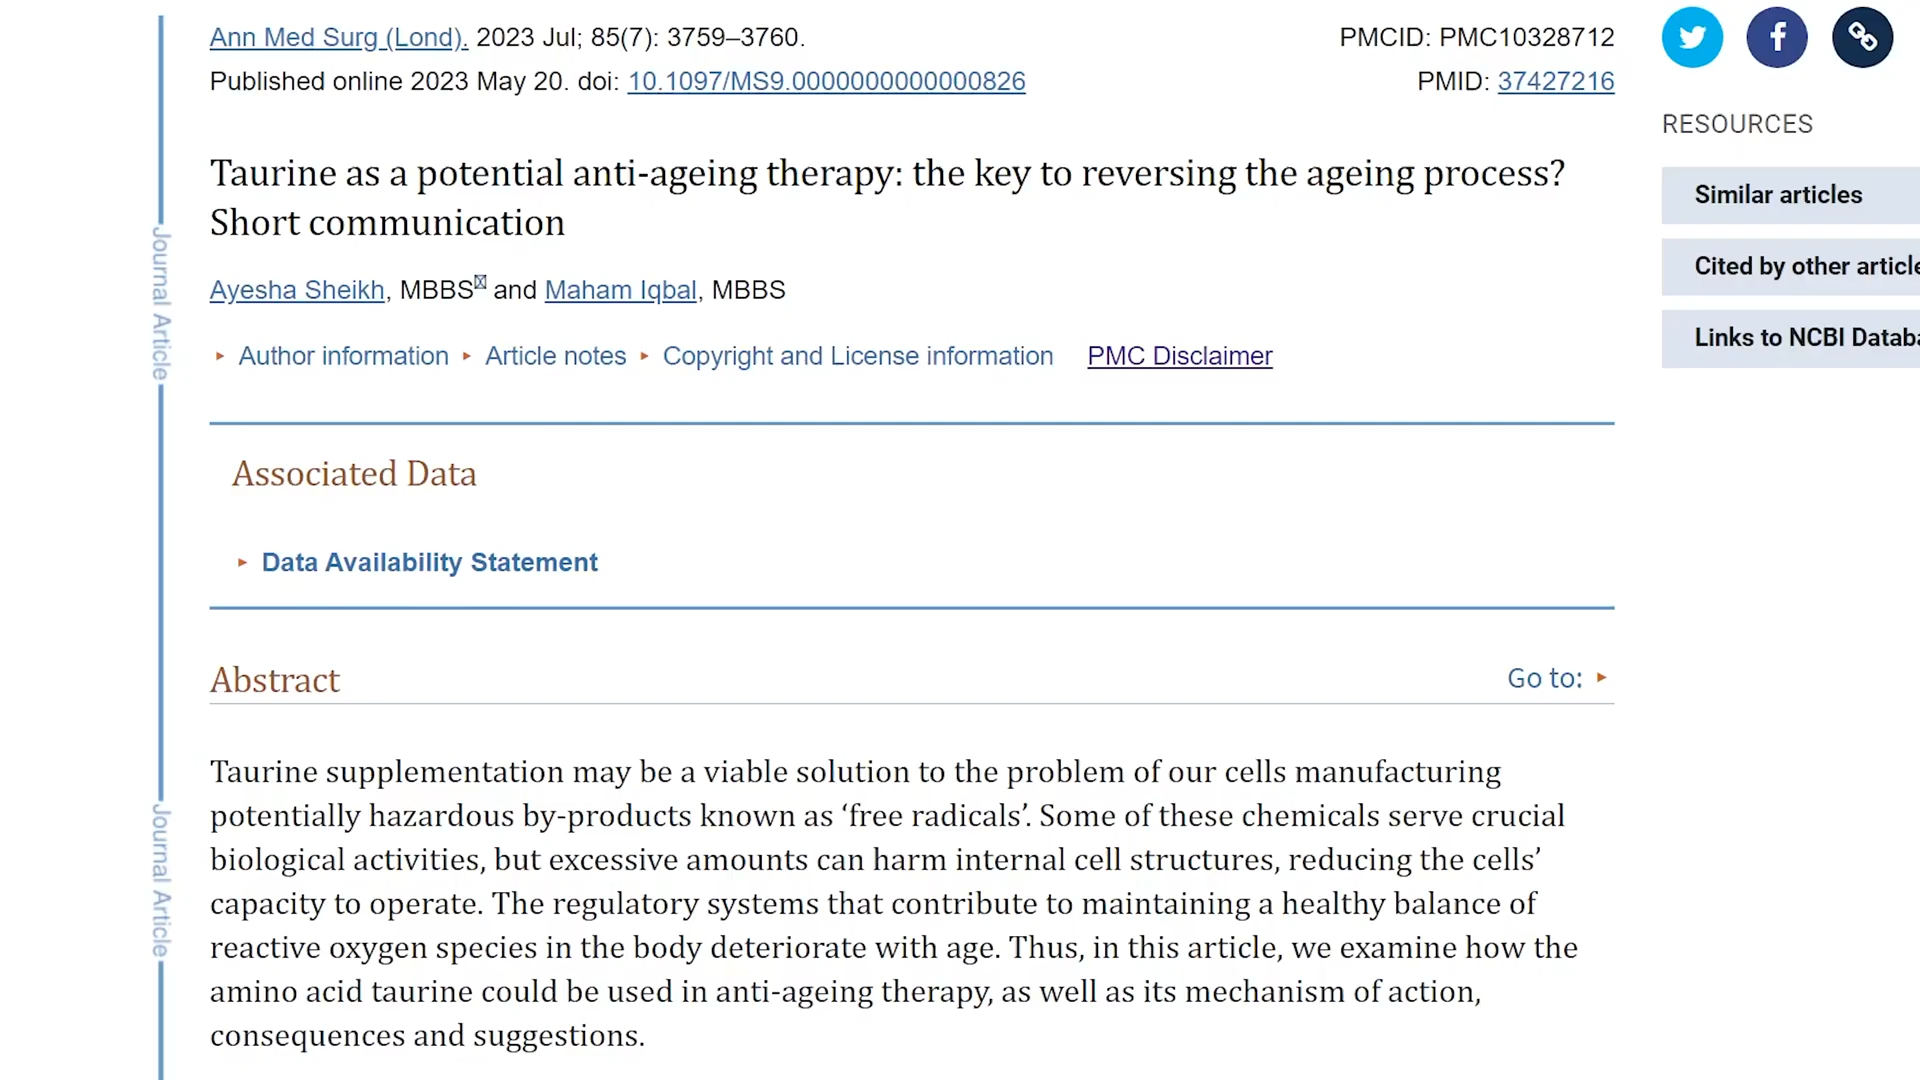 Ann Med Surg (Lond). 2023 Jul; 85(7): 3759–3760.
PMCID: PMC10328712
Published online 2023 May 20. doi: 10.1097/MS9.0000000000000826
PMID: 37427216
RESOURCES
Similar articles
Cited by other article
Links to NCBI Databa
Taurine as a potential anti-ageing therapy: the key to reversing the ageing process?
Short communication
Ayesha Sheikh, MBBS and Maham Iqbal, MBBS
Author information Article notes Copyright and License information PMC Disclaimer
Associated Data
Data Availability Statement
Abstract
Go to:
Taurine supplementation may be a viable solution to the problem of our cells manufacturing
potentially hazardous by-products known as ‘free radicals’. Some of these chemicals serve crucial
biological activities, but excessive amounts can harm internal cell structures, reducing the cells’
capacity to operate. The regulatory systems that contribute to maintaining a healthy balance of
reactive oxygen species in the body deteriorate with age. Thus, in this article, we examine how the
amino acid taurine could be used in anti-ageing therapy, as well as its mechanism of action,
consequences and suggestions.
Journal Article
Journal Article